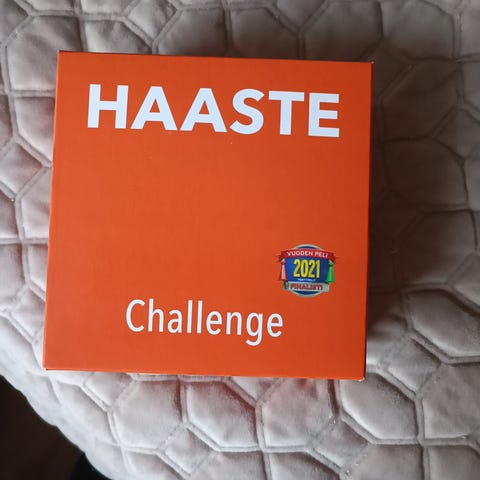 HAASTE
VUODEN PELI
2021
FINALISTI
Challenge